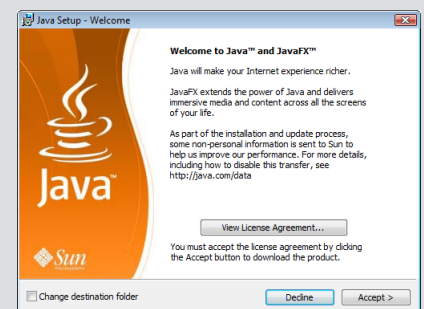 Java Setup - Welcome
Welcome to Java™ and JavaFX™
Java will make your Internet experience richer.
JavaFX extends the power of Java and delivers
immersive media and content across all the screens
of your life.
As part of the installation and update process,
some non-personal information is sent to Sun to
help us improve our performance. For more details,
including how to disable this transfer, see
http://java.com/data
Java™
View License Agreement...
You must accept the license agreement by clicking
the Accept button to download the product.
Sun
Change destination folder
Decline
Accept >